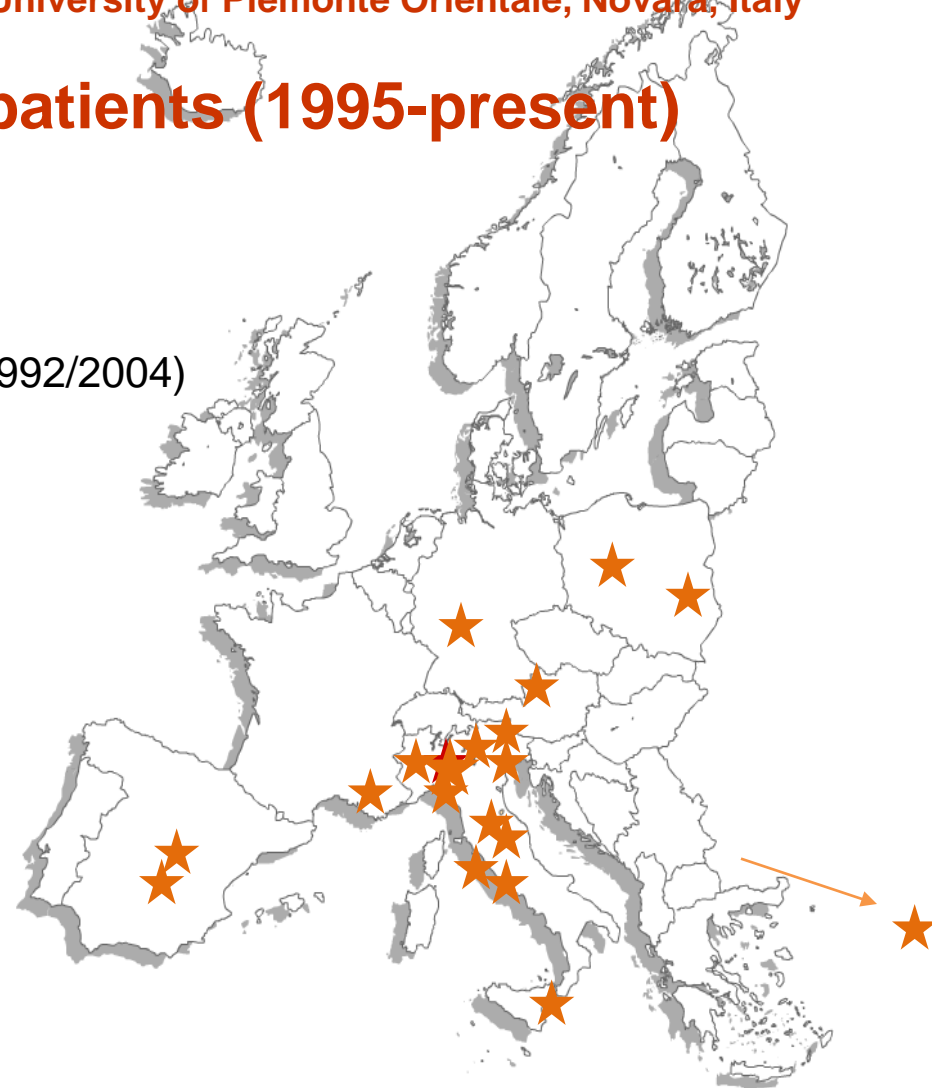 University of Piemonte Orientale, Novara, Italy
patients (1995-present)
992/2004)